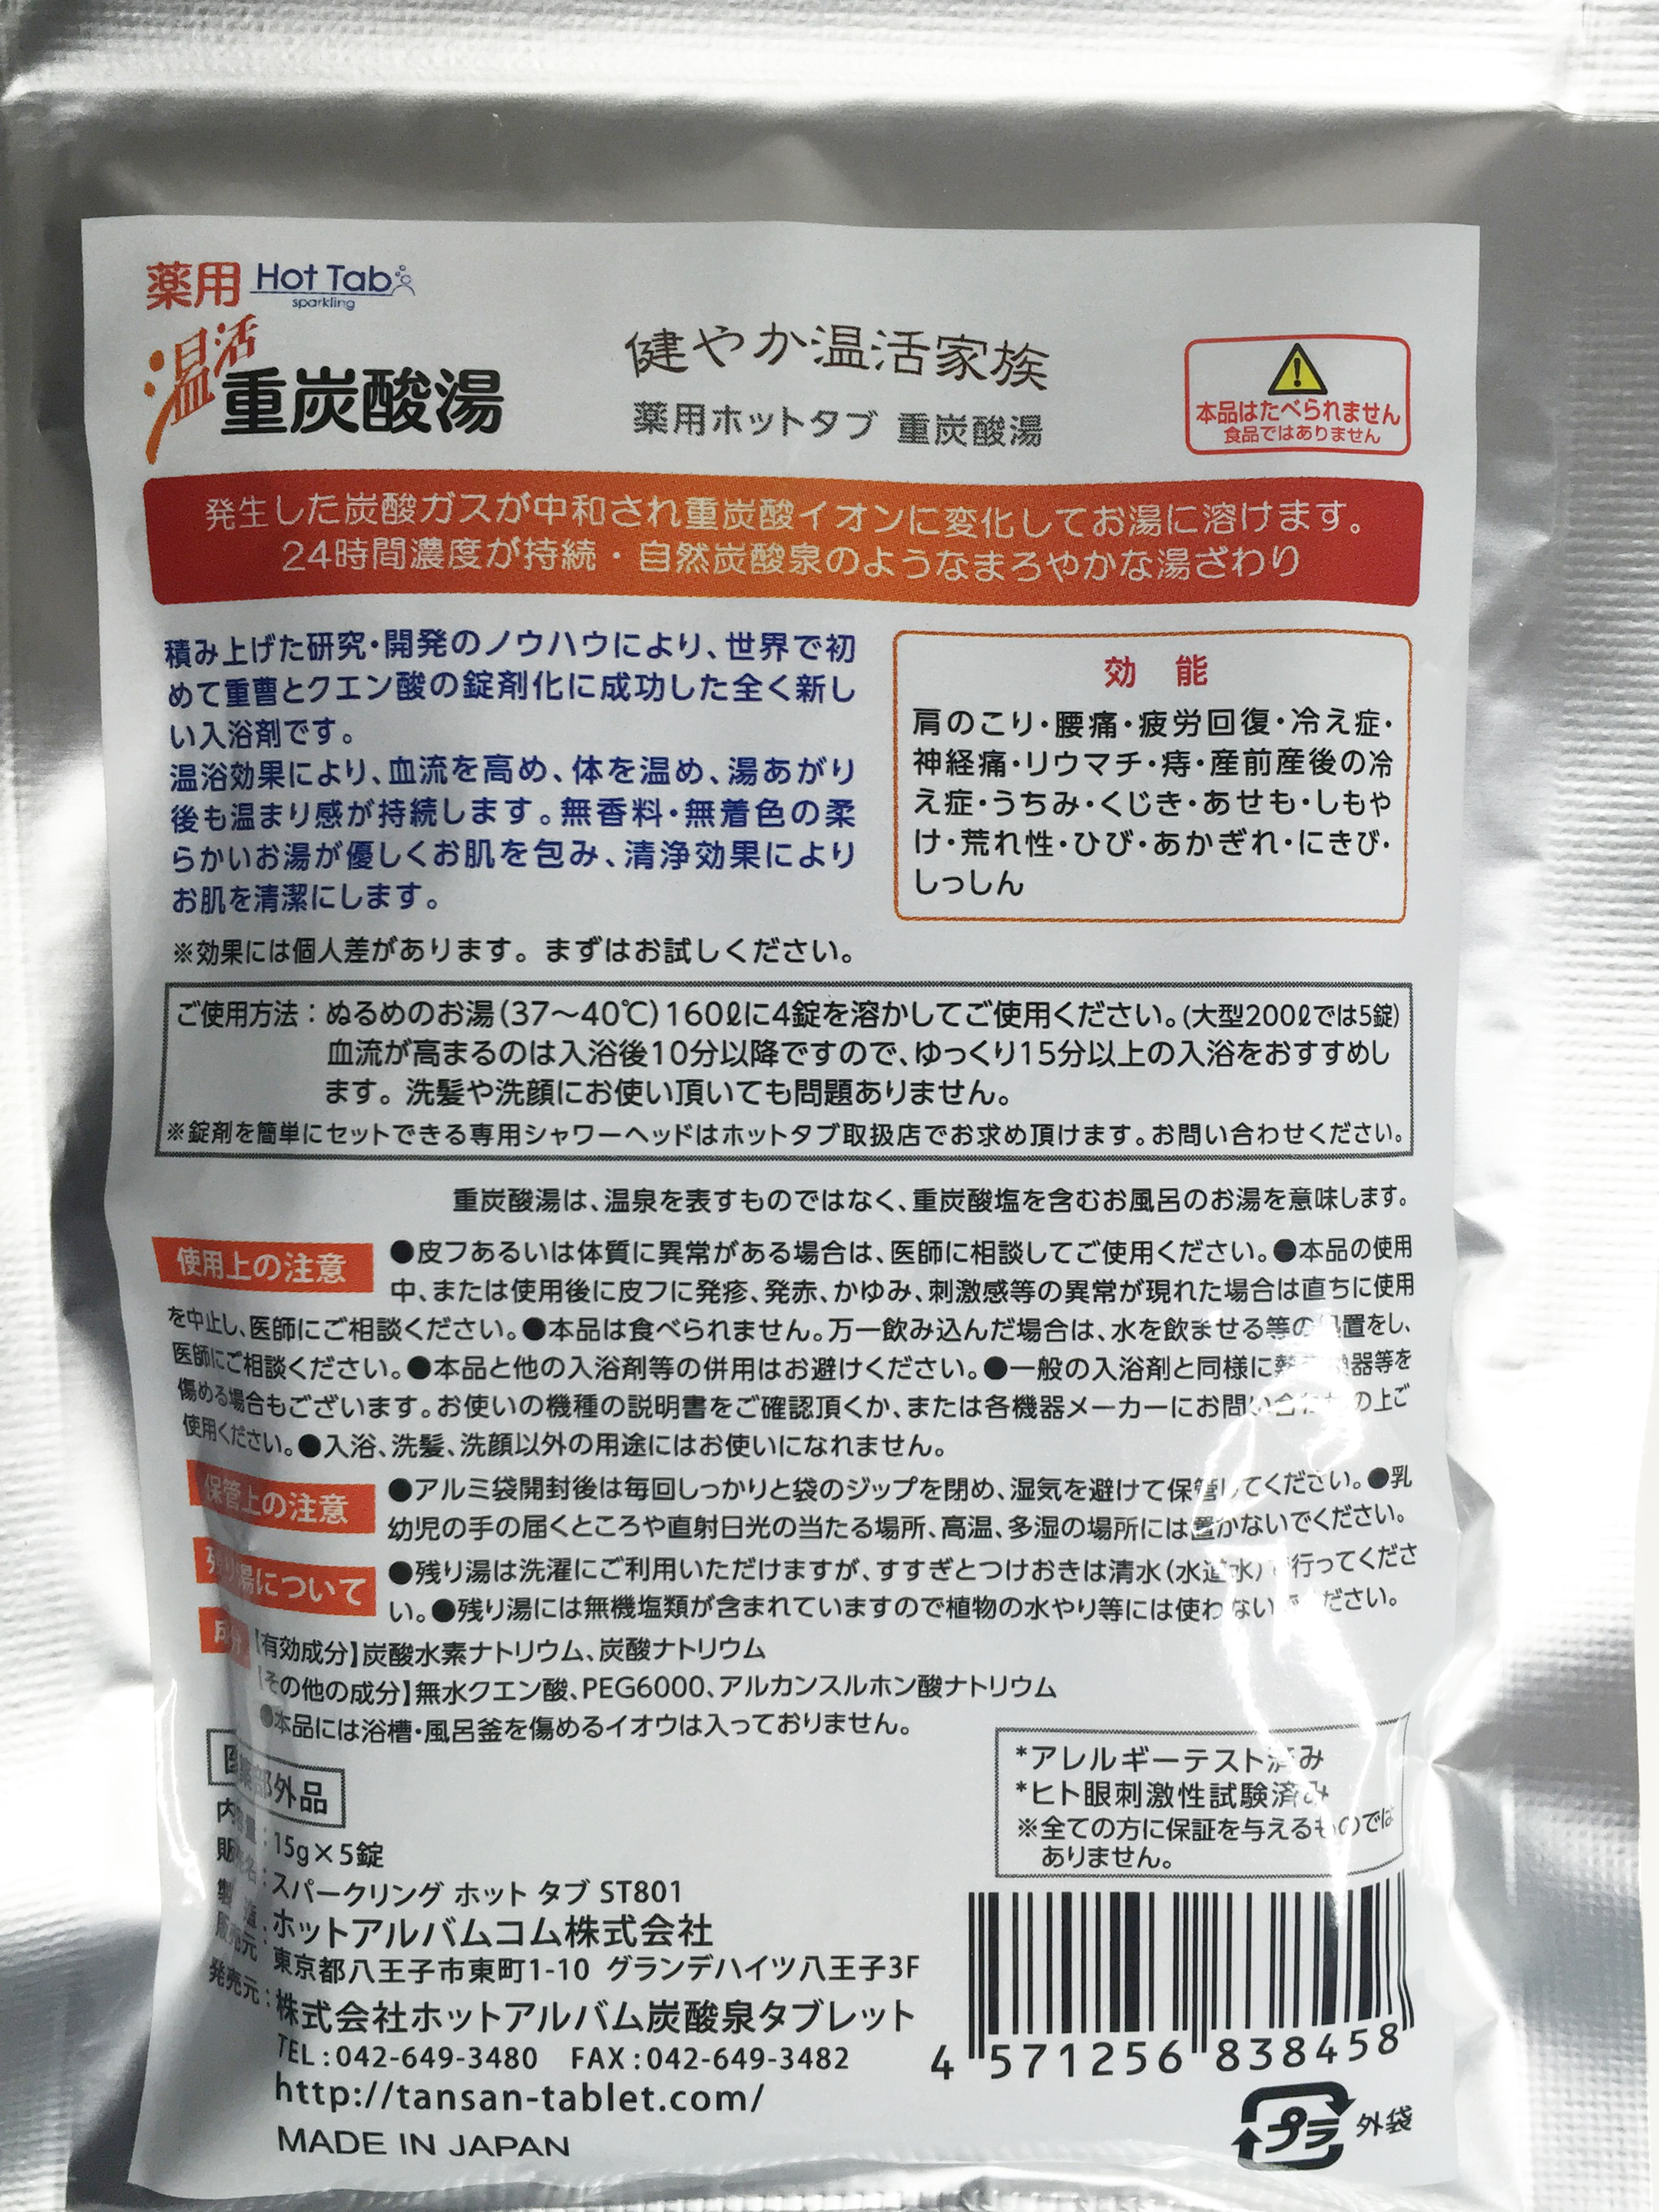 薬用 Hot Tab
sparkling
温活
重炭酸湯
健やか温活家族
薬用ホットタブ 重炭酸湯
本品はたべられません
食品ではありません
発生した炭酸ガスが中和され重炭酸イオンに変化してお湯に溶けます。
24時間濃度が持続・自然炭酸泉のようなまろやかな湯ざわり
積み上げた研究・開発のノウハウにより、世界で初
めて重曹とクエン酸の錠剤化に成功した全く新し
い入浴剤です。
温浴効果により、血流を高め、体を温め、湯あがり
後も温まり感が持続します。無香料・無着色の柔
らかいお湯が優しくお肌を包み、清浄効果により
お肌を清潔にします。
※効果には個人差があります。まずはお試しください。
効 能
肩のこり・腰痛・疲労回復・冷え症・
神経痛・リウマチ・痔・産前産後の冷
え症・うちみ・くじき・あせも・しもや
け・荒れ性・ひび・あかぎれ・にきび・
しっしん
ご使用方法：ぬるめのお湯（37～40℃）160ℓに4錠を溶かしてご使用ください。（大型200ℓでは5錠）
血流が高まるのは入浴後10分以降ですので、ゆっくり15分以上の入浴をおすすめし
ます。洗髪や洗顔にお使い頂いても問題ありません。
※錠剤を簡単にセットできる専用シャワーヘッドはホットタブ取扱店でお求め頂けます。お問い合わせください。
重炭酸湯は、温泉を表すものではなく、重炭酸塩を含むお風呂のお湯を意味します。
使用上の注意 ●皮フあるいは体質に異常がある場合は、医師に相談してご使用ください。●本品の使用
中、または使用後に皮フに発疹、発赤、かゆみ、刺激感等の異常が現れた場合は直ちに使用
を中止し、医師にご相談ください。●本品は食べられません。万一飲み込んだ場合は、水を飲ませる等の処置をし、
医師にご相談ください。●本品と他の入浴剤等の併用はお避けください。●一般の入浴剤と同様に 器等を
傷める場合もございます。お使いの機種の説明書をご確認頂くか、または各機器メーカーにお問い合わせの上ご
使用ください。●入浴、洗髪、洗顔以外の用途にはお使いになれません。
保管上の注意 ●アルミ袋開封後は毎回しっかりと袋のジップを閉め、湿気を避けて保管してください。●乳
幼児の手の届くところや直射日光の当たる場所、高温、多湿の場所には置かないでください。
残り湯について ●残り湯は洗濯にご利用いただけますが、すすぎとつけおきは清水（水道水）で行ってくださ
い。●残り湯には無機塩類が含まれていますので植物の水やり等には使わないでください。
成分 【有効成分】炭酸水素ナトリウム、炭酸ナトリウム
【その他の成分】無水クエン酸、PEG6000、アルカンスルホン酸ナトリウム
●本品には浴槽・風呂釜を傷めるイオウは入っておりません。
医薬部外品
内容量：15g×5錠
販売名：スパークリング ホット タブ ST801
製造販売元：ホットアルバムコム株式会社
東京都八王子市東町1-10 グランデハイツ八王子3F
発売元：株式会社ホットアルバム炭酸泉タブレット
TEL：042-649-3480 FAX：042-649-3482
http://tansan-tablet.com/
MADE IN JAPAN
*アレルギーテスト済み
*ヒト眼刺激性試験済み
※全ての方に保証を与えるものでは
ありません。
4 571256 838458
プラ 外袋